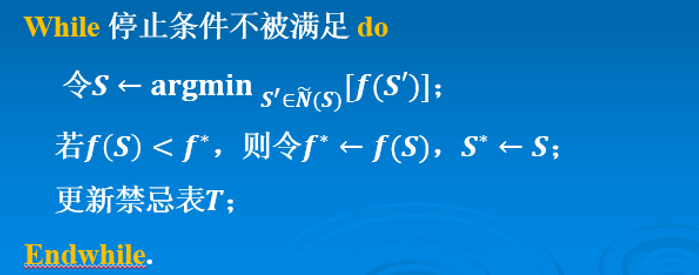 While 停止条件不被满足 do
令S ← argmin S′∈Ñ(S)[f(S′)]；
若f(S) < f*，则令f* ← f(S)，S* ← S；
更新禁忌表T；
Endwhile.